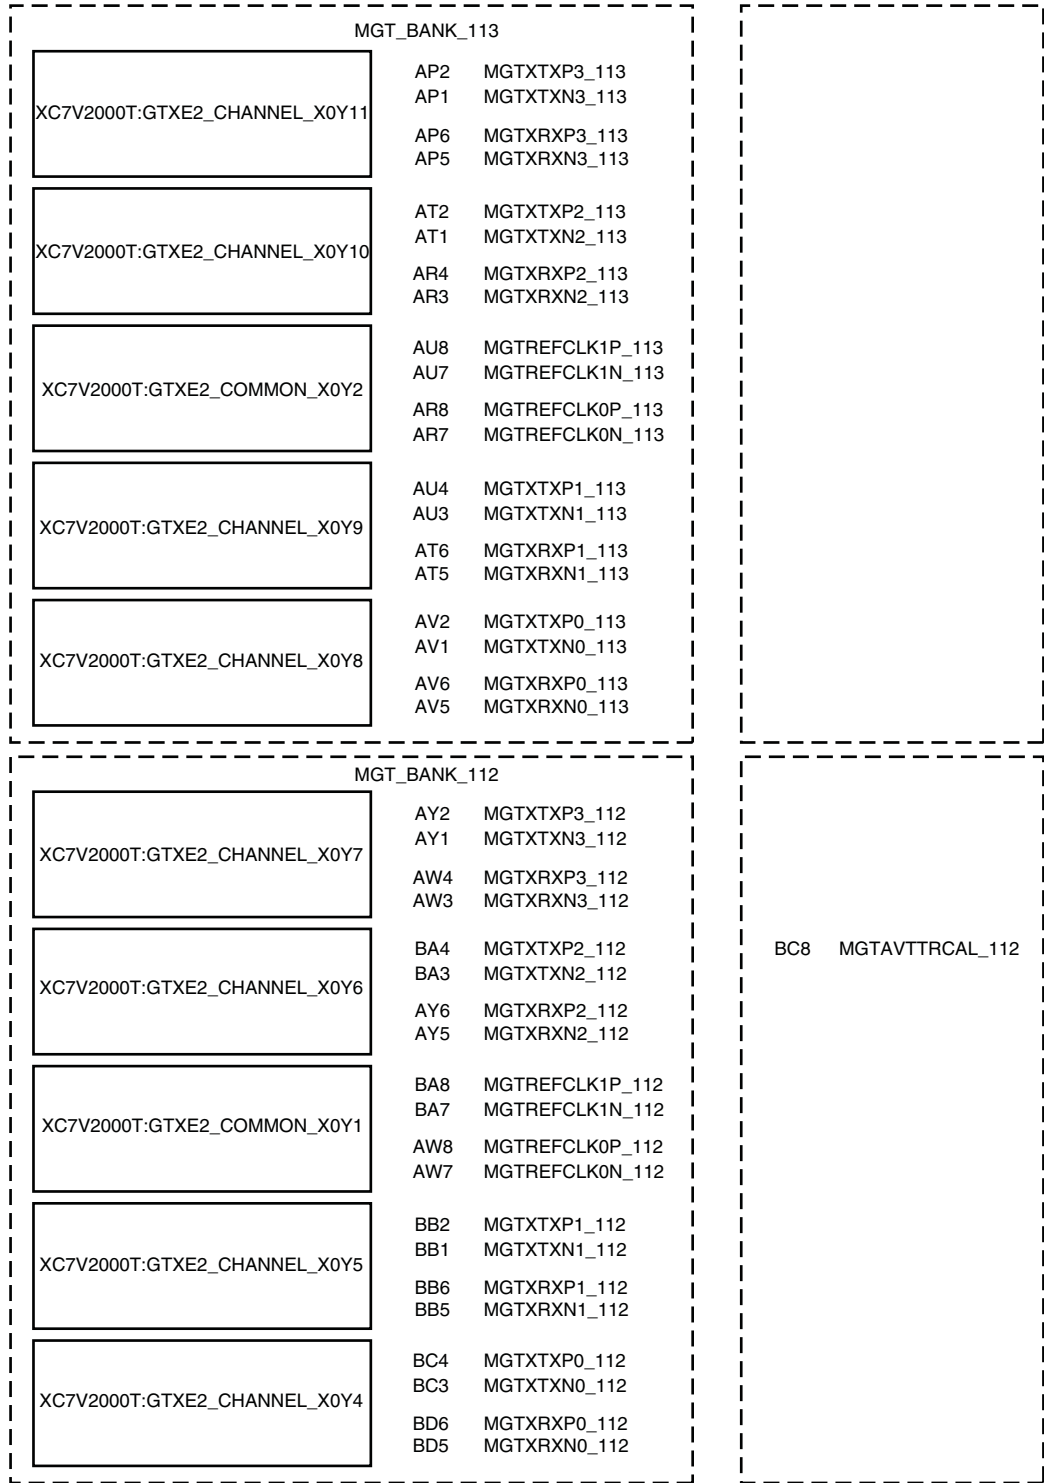 MGT_BANK_113
XC7V2000T:GTXE2_CHANNEL_X0Y11
AP2 MGTXTXP3_113
AP1 MGTXTXN3_113
AP6 MGTXRXP3_113
AP5 MGTXRXN3_113
XC7V2000T:GTXE2_CHANNEL_X0Y10
AT2 MGTXTXP2_113
AT1 MGTXTXN2_113
AR4 MGTXRXP2_113
AR3 MGTXRXN2_113
XC7V2000T:GTXE2_COMMON_X0Y2
AU8 MGTREFCLK1P_113
AU7 MGTREFCLK1N_113
AR8 MGTREFCLK0P_113
AR7 MGTREFCLK0N_113
XC7V2000T:GTXE2_CHANNEL_X0Y9
AU4 MGTXTXP1_113
AU3 MGTXTXN1_113
AT6 MGTXRXP1_113
AT5 MGTXRXN1_113
XC7V2000T:GTXE2_CHANNEL_X0Y8
AV2 MGTXTXP0_113
AV1 MGTXTXN0_113
AV6 MGTXRXP0_113
AV5 MGTXRXN0_113
MGT_BANK_112
XC7V2000T:GTXE2_CHANNEL_X0Y7
AY2 MGTXTXP3_112
AY1 MGTXTXN3_112
AW4 MGTXRXP3_112
AW3 MGTXRXN3_112
XC7V2000T:GTXE2_CHANNEL_X0Y6
BA4 MGTXTXP2_112
BA3 MGTXTXN2_112
AY6 MGTXRXP2_112
AY5 MGTXRXN2_112
XC7V2000T:GTXE2_COMMON_X0Y1
BA8 MGTREFCLK1P_112
BA7 MGTREFCLK1N_112
AW8 MGTREFCLK0P_112
AW7 MGTREFCLK0N_112
XC7V2000T:GTXE2_CHANNEL_X0Y5
BB2 MGTXTXP1_112
BB1 MGTXTXN1_112
BB6 MGTXRXP1_112
BB5 MGTXRXN1_112
XC7V2000T:GTXE2_CHANNEL_X0Y4
BC4 MGTXTXP0_112
BC3 MGTXTXN0_112
BD6 MGTXRXP0_112
BD5 MGTXRXN0_112
BC8 MGTAVTTRCAL_112